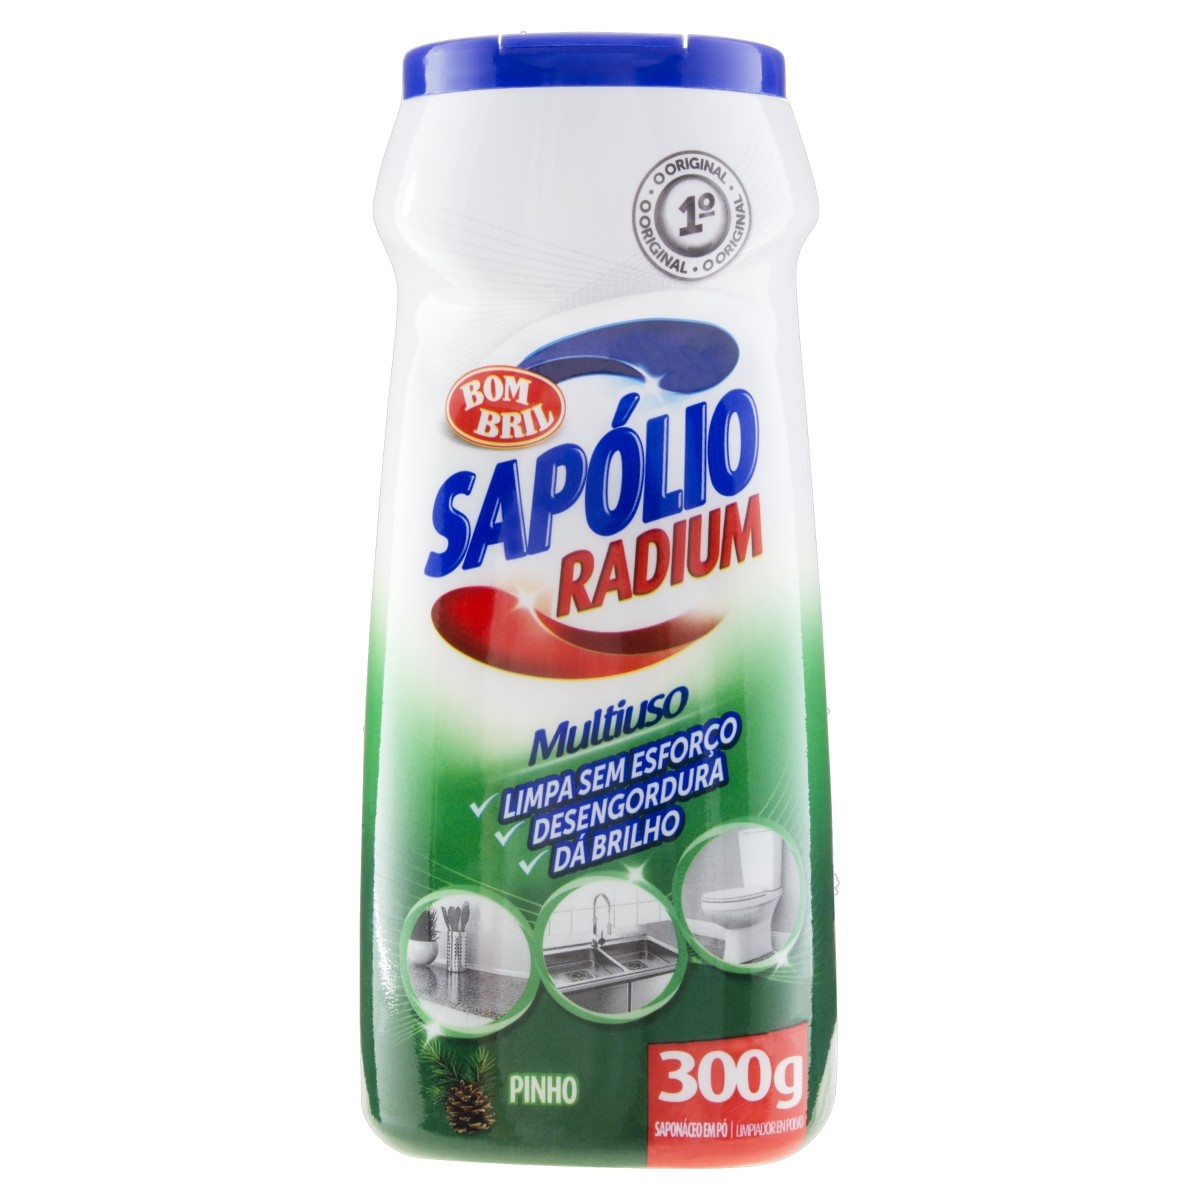 O ORIGINAL • O ORIGINAL • O ORIGINAL •
1º
BOM
BRIL
SAPÓLIO
RADIUM
Multiuso
LIMPA SEM ESFORÇO
DESENGORDURA
DÁ BRILHO
PINHO
300g
SAPONÁCEO EM PÓ | LIMPIADOR EN POLVO